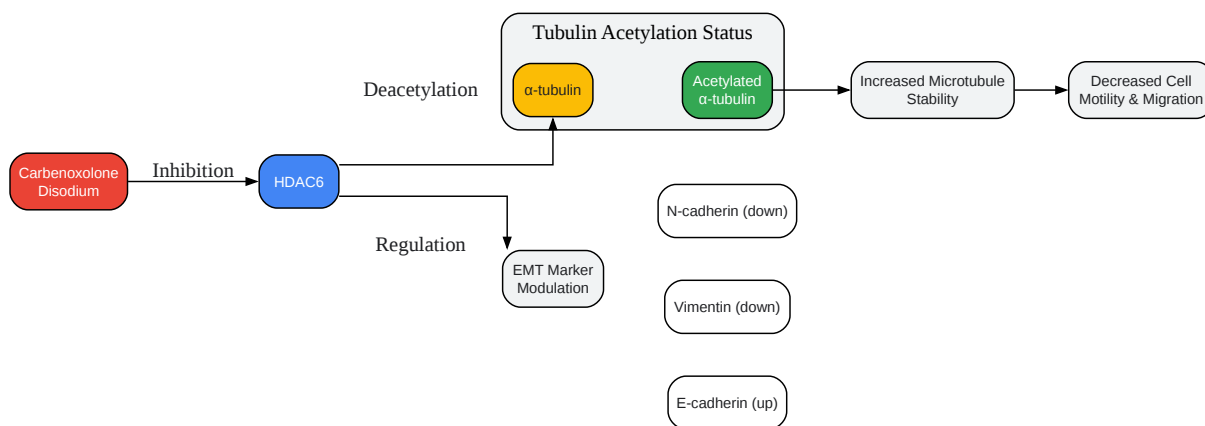 Tubulin Acetylation Status
α-tubulin
Acetylated
α-tubulin
Increased Microtubule
Stability
Decreased Cell
Motility & Migration
Deacetylation
Carbenoxolone
Disodium
Inhibition
HDAC6
N-cadherin (down)
Regulation
EMT Marker
Modulation
Vimentin (down)
E-cadherin (up)